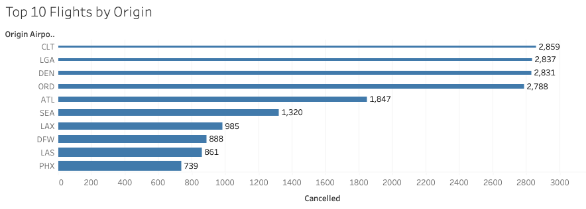 Top 10 Flights by Origin
Origin Airpo..
CLT 2,859
LGA 2,837
DEN 2,831
ORD 2,788
ATL 1,847
SEA 1,320
LAX 985
DFW 888
LAS 861
PHX 739
0 200 400 600 800 1000 1200 1400 1600 1800 2000 2200 2400 2600 2800 3000
Cancelled